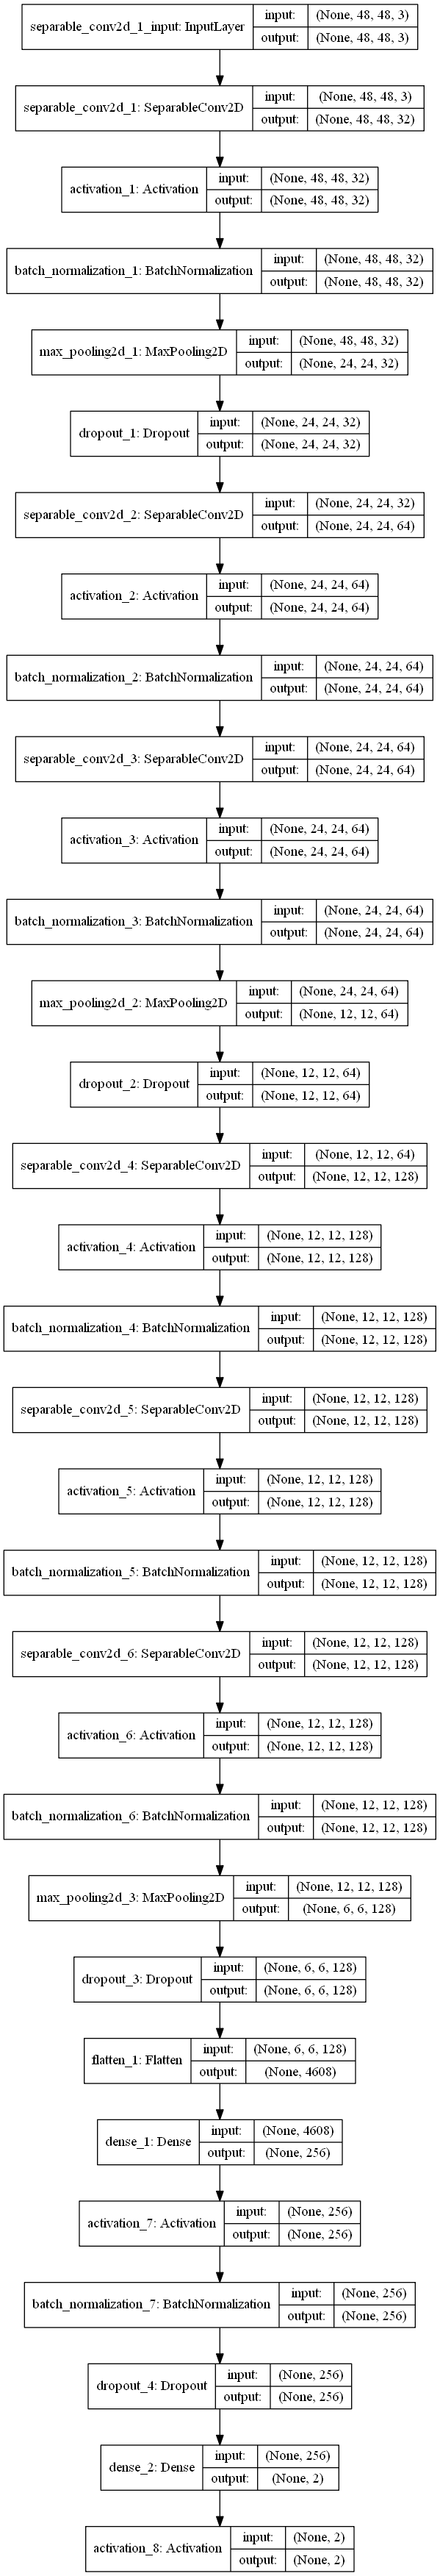 separable_conv2d_1_input: InputLayer
input: (None, 48, 48, 3)
output: (None, 48, 48, 3)
separable_conv2d_1: SeparableConv2D
input: (None, 48, 48, 3)
output: (None, 48, 48, 32)
activation_1: Activation
input: (None, 48, 48, 32)
output: (None, 48, 48, 32)
batch_normalization_1: BatchNormalization
input: (None, 48, 48, 32)
output: (None, 48, 48, 32)
max_pooling2d_1: MaxPooling2D
input: (None, 48, 48, 32)
output: (None, 24, 24, 32)
dropout_1: Dropout
input: (None, 24, 24, 32)
output: (None, 24, 24, 32)
separable_conv2d_2: SeparableConv2D
input: (None, 24, 24, 32)
output: (None, 24, 24, 64)
activation_2: Activation
input: (None, 24, 24, 64)
output: (None, 24, 24, 64)
batch_normalization_2: BatchNormalization
input: (None, 24, 24, 64)
output: (None, 24, 24, 64)
separable_conv2d_3: SeparableConv2D
input: (None, 24, 24, 64)
output: (None, 24, 24, 64)
activation_3: Activation
input: (None, 24, 24, 64)
output: (None, 24, 24, 64)
batch_normalization_3: BatchNormalization
input: (None, 24, 24, 64)
output: (None, 24, 24, 64)
max_pooling2d_2: MaxPooling2D
input: (None, 24, 24, 64)
output: (None, 12, 12, 64)
dropout_2: Dropout
input: (None, 12, 12, 64)
output: (None, 12, 12, 64)
separable_conv2d_4: SeparableConv2D
input: (None, 12, 12, 64)
output: (None, 12, 12, 128)
activation_4: Activation
input: (None, 12, 12, 128)
output: (None, 12, 12, 128)
batch_normalization_4: BatchNormalization
input: (None, 12, 12, 128)
output: (None, 12, 12, 128)
separable_conv2d_5: SeparableConv2D
input: (None, 12, 12, 128)
output: (None, 12, 12, 128)
activation_5: Activation
input: (None, 12, 12, 128)
output: (None, 12, 12, 128)
batch_normalization_5: BatchNormalization
input: (None, 12, 12, 128)
output: (None, 12, 12, 128)
separable_conv2d_6: SeparableConv2D
input: (None, 12, 12, 128)
output: (None, 12, 12, 128)
activation_6: Activation
input: (None, 12, 12, 128)
output: (None, 12, 12, 128)
batch_normalization_6: BatchNormalization
input: (None, 12, 12, 128)
output: (None, 12, 12, 128)
max_pooling2d_3: MaxPooling2D
input: (None, 12, 12, 128)
output: (None, 6, 6, 128)
dropout_3: Dropout
input: (None, 6, 6, 128)
output: (None, 6, 6, 128)
flatten_1: Flatten
input: (None, 6, 6, 128)
output: (None, 4608)
dense_1: Dense
input: (None, 4608)
output: (None, 256)
activation_7: Activation
input: (None, 256)
output: (None, 256)
batch_normalization_7: BatchNormalization
input: (None, 256)
output: (None, 256)
dropout_4: Dropout
input: (None, 256)
output: (None, 256)
dense_2: Dense
input: (None, 256)
output: (None, 2)
activation_8: Activation
input: (None, 2)
output: (None, 2)